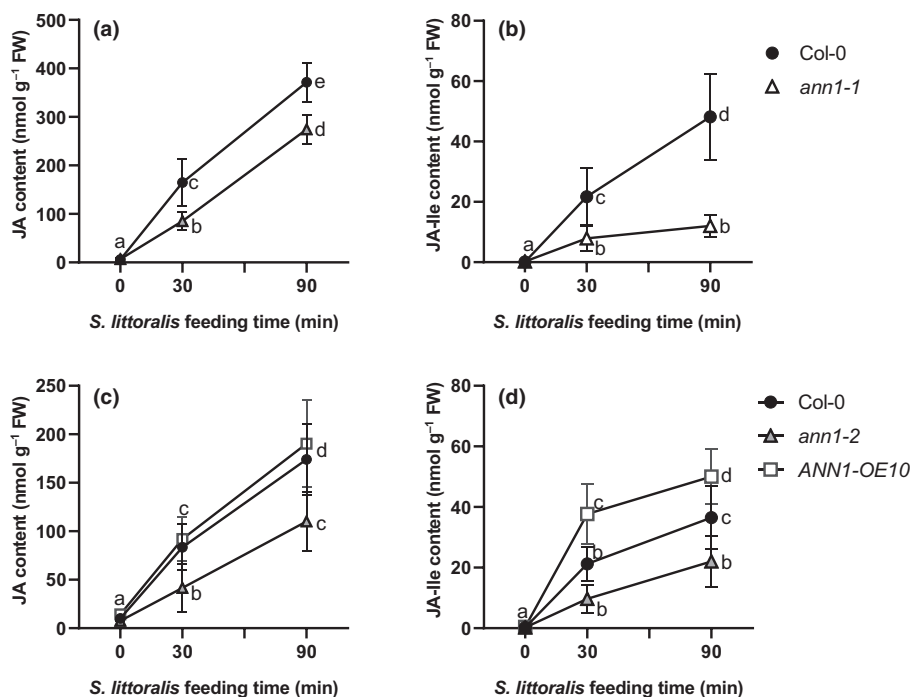 (a)
JA content (nmol g⁻¹ FW)
500
400
300
200
100
0
a
c
b
e
d
0 30 90
S. littoralis feeding time (min)
(b)
JA-Ile content (nmol g⁻¹ FW)
80
60
40
20
0
a
c
b
d
b
0 30 90
S. littoralis feeding time (min)
Col-0
ann1-1
(c)
JA content (nmol g⁻¹ FW)
250
200
150
100
50
0
a
c
b
d
c
0 30 90
S. littoralis feeding time (min)
(d)
JA-Ile content (nmol g⁻¹ FW)
80
60
40
20
0
a
c
b
b
d
c
b
0 30 90
S. littoralis feeding time (min)
Col-0
ann1-2
ANN1-OE10